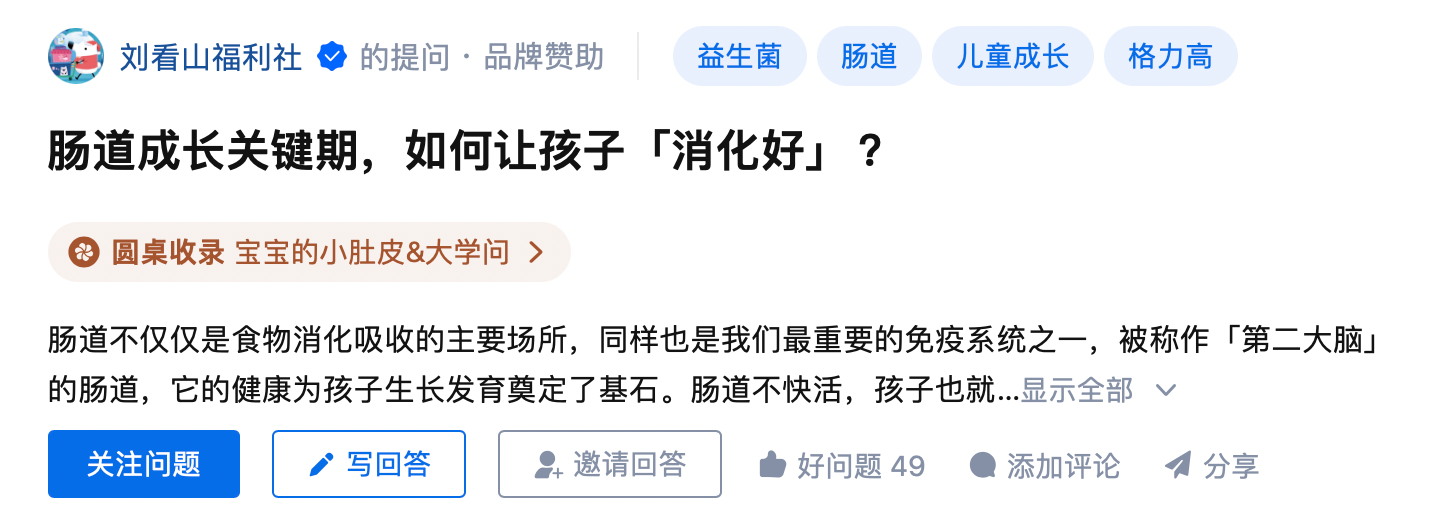 刘看山福利社 的提问 · 品牌赞助 益生菌 肠道 儿童成长 格力高
肠道成长关键期，如何让孩子「消化好」？
圆桌收录 宝宝的小肚皮&大学问
肠道不仅仅是食物消化吸收的主要场所，同样也是我们最重要的免疫系统之一，被称作「第二大脑」
的肠道，它的健康为孩子生长发育奠定了基石。肠道不快活，孩子也就...显示全部
关注问题 写回答 邀请回答 好问题 49 添加评论 分享